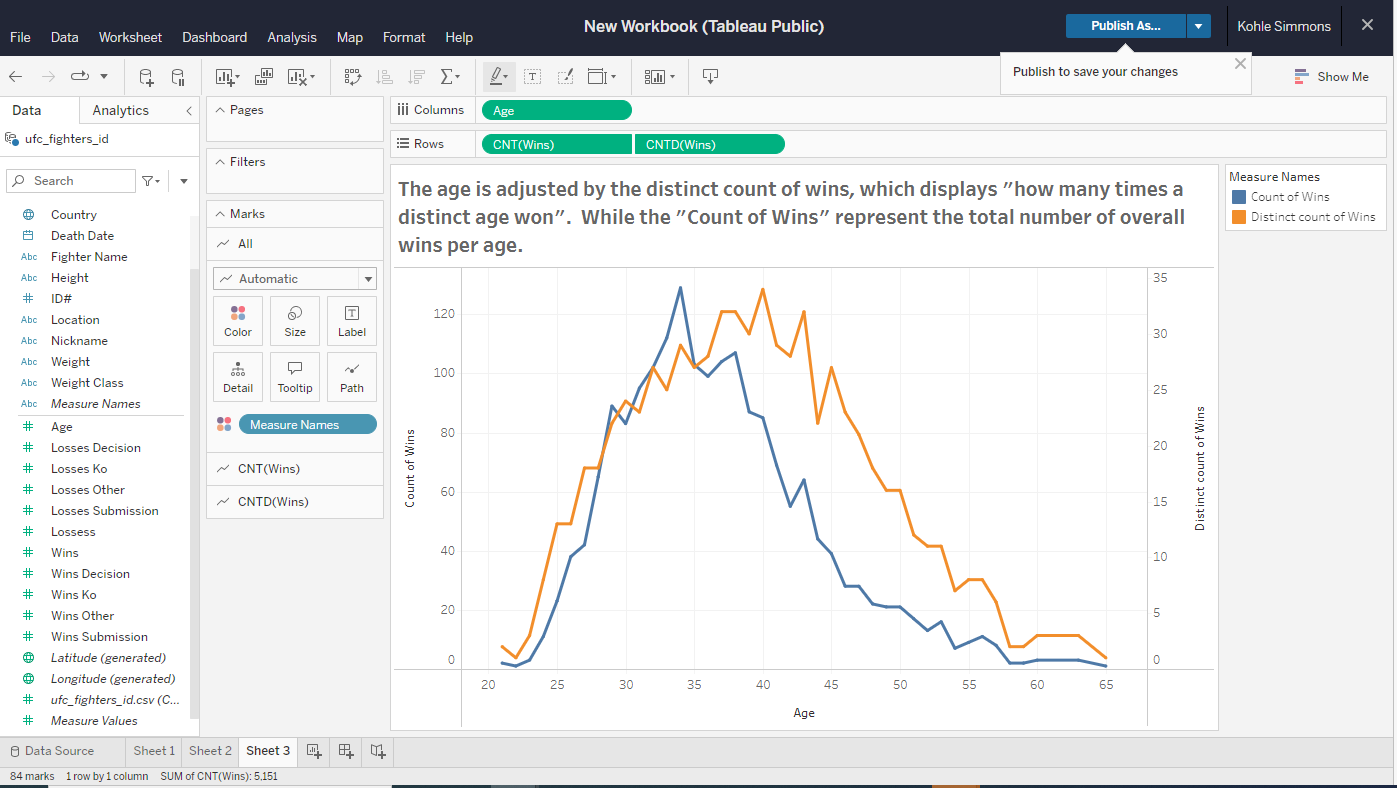 New Workbook (Tableau Public)
Publish As...
Kohle Simmons
File Data Worksheet Dashboard Analysis Map Format Help
Publish to save your changes
Show Me
Data Analytics
ufc_fighters_id
Search
Country
Death Date
Abc Fighter Name
Abc Height
ID#
Abc Location
Abc Nickname
Abc Weight
Abc Weight Class
Abc Measure Names
Age
Losses Decision
Losses Ko
Losses Other
Losses Submission
Lossess
Wins
Wins Decision
Wins Ko
Wins Other
Wins Submission
Latitude (generated)
Longitude (generated)
ufc_fighters_id.csv (C...
Measure Values
Pages
Filters
Marks
All
Automatic
Color Size Label
Detail Tooltip Path
Measure Names
CNT(Wins)
CNTD(Wins)
Columns Age
Rows CNT(Wins) CNTD(Wins)
The age is adjusted by the distinct count of wins, which displays "how many times a
distinct age won". While the "Count of Wins" represent the total number of overall
wins per age.
Count of Wins
120
100
80
60
40
20
0
35
30
25
20
15
10
5
0
Distinct count of Wins
20 25 30 35 40 45 50 55 60 65
Age
Measure Names
Count of Wins
Distinct count of Wins
Data Source Sheet 1 Sheet 2 Sheet 3
84 marks 1 row by 1 column SUM of CNT(Wins): 5,151